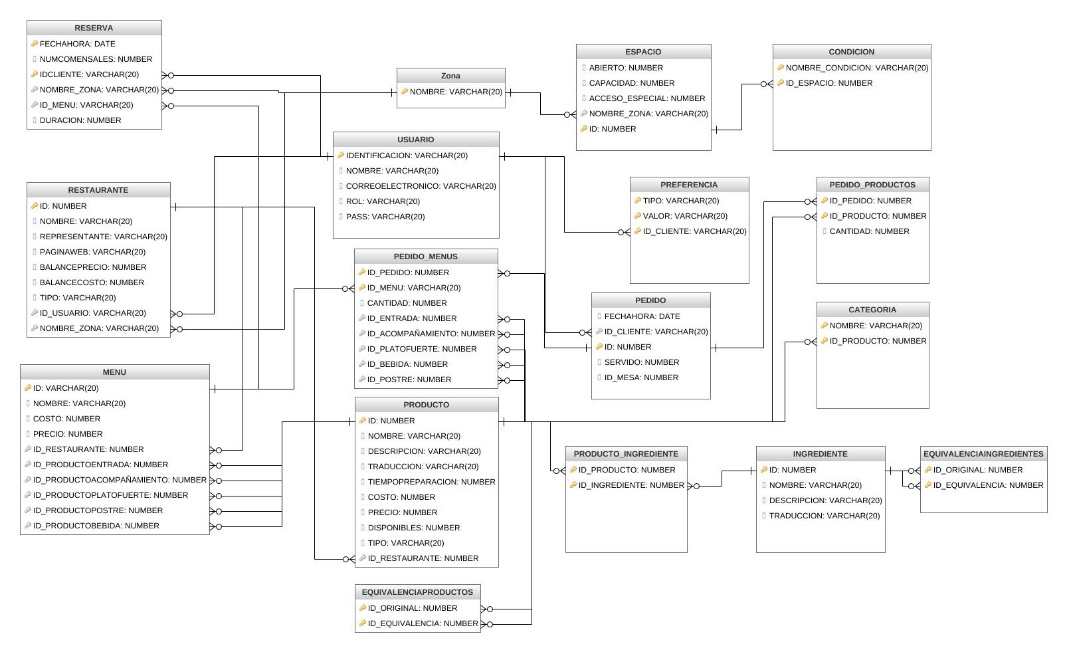 RESERVA
FECHAHORA: DATE
NUMCOMENSALES: NUMBER
IDCLIENTE: VARCHAR(20)
NOMBRE_ZONA: VARCHAR(20)
ID_MENU: VARCHAR(20)
DURACION: NUMBER
Zona
NOMBRE: VARCHAR(20)
ESPACIO
ABIERTO: NUMBER
CAPACIDAD: NUMBER
ACCESO_ESPECIAL: NUMBER
NOMBRE_ZONA: VARCHAR(20)
ID: NUMBER
CONDICION
NOMBRE_CONDICION: VARCHAR(20)
ID_ESPACIO: NUMBER
USUARIO
IDENTIFICACION: VARCHAR(20)
NOMBRE: VARCHAR(20)
CORREOELECTRONICO: VARCHAR(20)
ROL: VARCHAR(20)
PASS: VARCHAR(20)
RESTAURANTE
ID: NUMBER
NOMBRE: VARCHAR(20)
REPRESENTANTE: VARCHAR(20)
PAGINAWEB: VARCHAR(20)
BALANCEPRECIO: NUMBER
BALANCECOSTO: NUMBER
TIPO: VARCHAR(20)
ID_USUARIO: VARCHAR(20)
NOMBRE_ZONA: VARCHAR(20)
PREFERENCIA
TIPO: VARCHAR(20)
VALOR: VARCHAR(20)
ID_CLIENTE: VARCHAR(20)
PEDIDO_PRODUCTOS
ID_PEDIDO: NUMBER
ID_PRODUCTO: NUMBER
CANTIDAD: NUMBER
PEDIDO_MENUS
ID_PEDIDO: NUMBER
ID_MENU: VARCHAR(20)
CANTIDAD: NUMBER
ID_ENTRADA: NUMBER
ID_ACOMPAÑAMIENTO: NUMBER
ID_PLATOFUERTE: NUMBER
ID_BEBIDA: NUMBER
ID_POSTRE: NUMBER
PEDIDO
FECHAHORA: DATE
ID_CLIENTE: VARCHAR(20)
ID: NUMBER
SERVIDO: NUMBER
ID_MESA: NUMBER
CATEGORIA
NOMBRE: VARCHAR(20)
ID_PRODUCTO: NUMBER
MENU
ID: VARCHAR(20)
NOMBRE: VARCHAR(20)
COSTO: NUMBER
PRECIO: NUMBER
ID_RESTAURANTE: NUMBER
ID_PRODUCTOENTRADA: NUMBER
ID_PRODUCTOACOMPAÑAMIENTO: NUMBER
ID_PRODUCTOPLATOFUERTE: NUMBER
ID_PRODUCTOPOSTRE: NUMBER
ID_PRODUCTOBEBIDA: NUMBER
PRODUCTO
ID: NUMBER
NOMBRE: VARCHAR(20)
DESCRIPCION: VARCHAR(20)
TRADUCCION: VARCHAR(20)
TIEMPOPREPARACION: NUMBER
COSTO: NUMBER
PRECIO: NUMBER
DISPONIBLES: NUMBER
TIPO: VARCHAR(20)
ID_RESTAURANTE: NUMBER
PRODUCTO_INGREDIENTE
ID_PRODUCTO: NUMBER
ID_INGREDIENTE: NUMBER
INGREDIENTE
ID: NUMBER
NOMBRE: VARCHAR(20)
DESCRIPCION: VARCHAR(20)
TRADUCCION: VARCHAR(20)
EQUIVALENCIAINGREDIENTES
ID_ORIGINAL: NUMBER
ID_EQUIVALENCIA: NUMBER
EQUIVALENCIAPRODUCTOS
ID_ORIGINAL: NUMBER
ID_EQUIVALENCIA: NUMBER